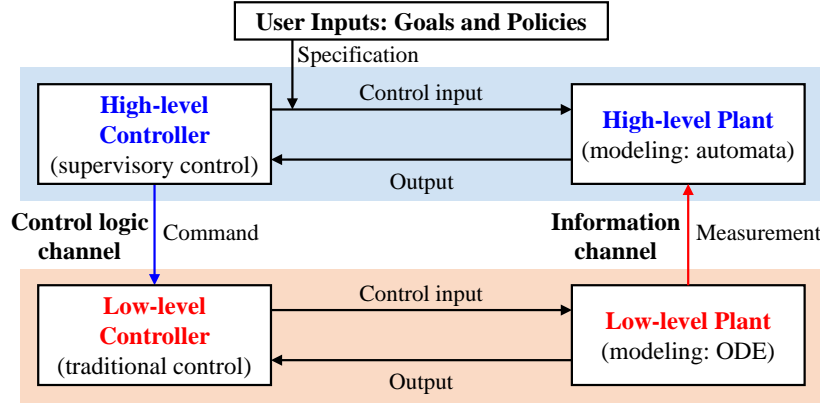 User Inputs: Goals and Policies
Specification
High-level
Controller
(supervisory control)
Control input
High-level Plant
(modeling: automata)
Output
Control logic
channel
Command
Information
channel
Measurement
Low-level
Controller
(traditional control)
Control input
Low-level Plant
(modeling: ODE)
Output